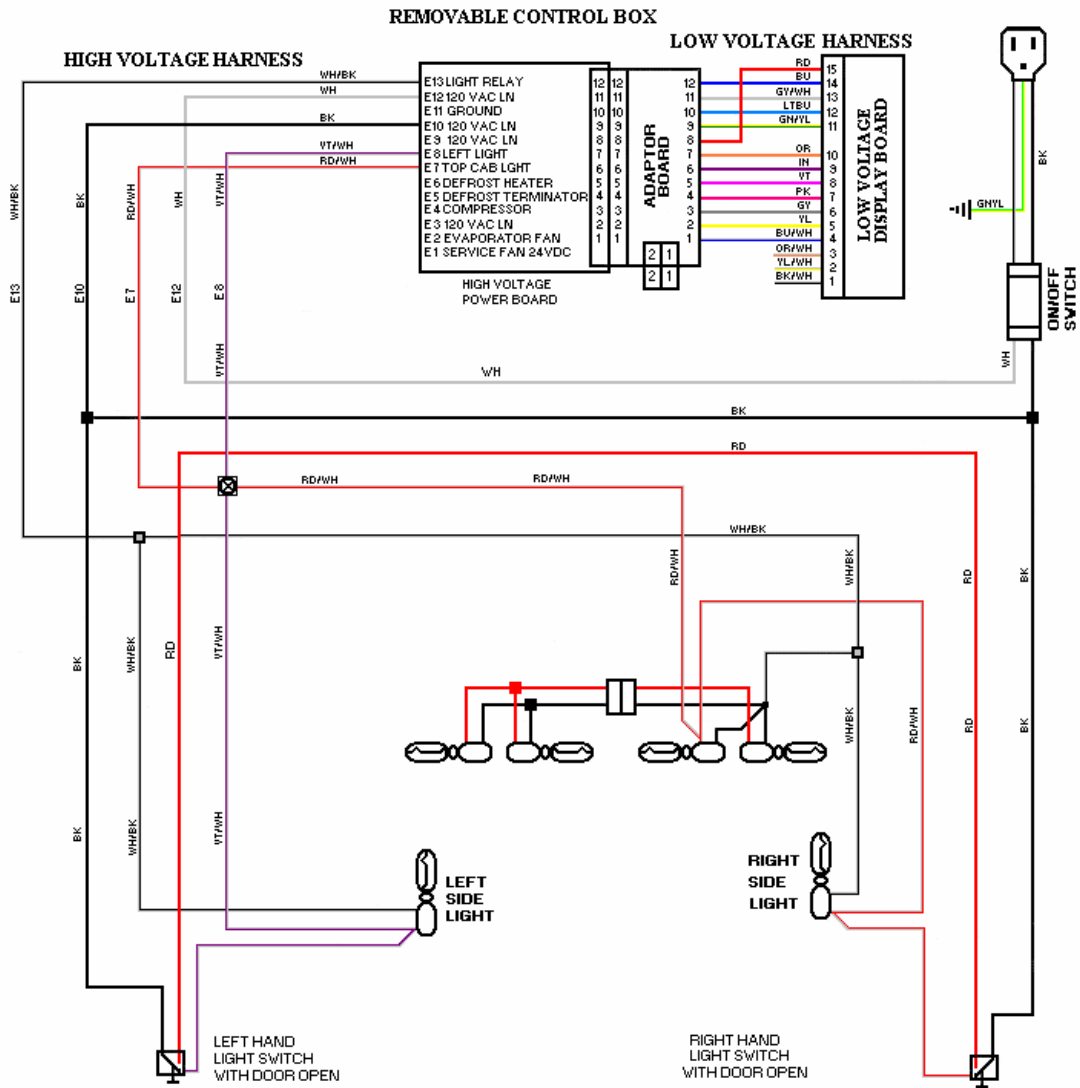 REMOVABLE CONTROL BOX
HIGH VOLTAGE HARNESS
LOW VOLTAGE HARNESS
WH/BK
WH
BK
VT/WH
RD/WH
E13 LIGHT RELAY
E12 120 VAC LN
E11 GROUND
E10 120 VAC LN
E9 120 VAC LN
E8 LEFT LIGHT
E7 TOP CAB LGHT
E6 DEFROST HEATER
E5 DEFROST TERMINATOR
E4 COMPRESSOR
E3 120 VAC LN
E2 EVAPORATOR FAN
E1 SERVICE FAN 24VDC
12 12
11 11
10 10
9 9
8 8
7 7
6 6
5 5
4 4
3 3
2 2
1 1
ADAPTOR
BOARD
12
11
10
9
8
7
6
5
4
3
2
1
2 1
2 1
HIGH VOLTAGE
POWER BOARD
RD 15
BU 14
GY/WH 13
LTBU 12
GN/YL 11
OR 10
IN 9
VT 8
PK 7
GY 6
YL 5
BU/WH 4
OR/WH 3
YL/WH 2
BK/WH 1
LOW VOLTAGE
DISPLAY BOARD
BK
GNYL
ON/OFF
SWITCH
WH
WH/BK
BK
RD/WH
WH
VT/WH
E13
E10
E7
E12
E8
VT/WH
WH
BK
RD
RD/WH
RD/WH
WH/BK
RD/WH
WH/BK
RD
BK
BK
WH/BK
RD
VT/WH
WH/BK
RD/WH
RD
BK
BK
WH/BK
VT/WH
LEFT
SIDE
LIGHT
RIGHT
SIDE
LIGHT
LEFT HAND
LIGHT SWITCH
WITH DOOR OPEN
RIGHT HAND
LIGHT SWITCH
WITH DOOR OPEN